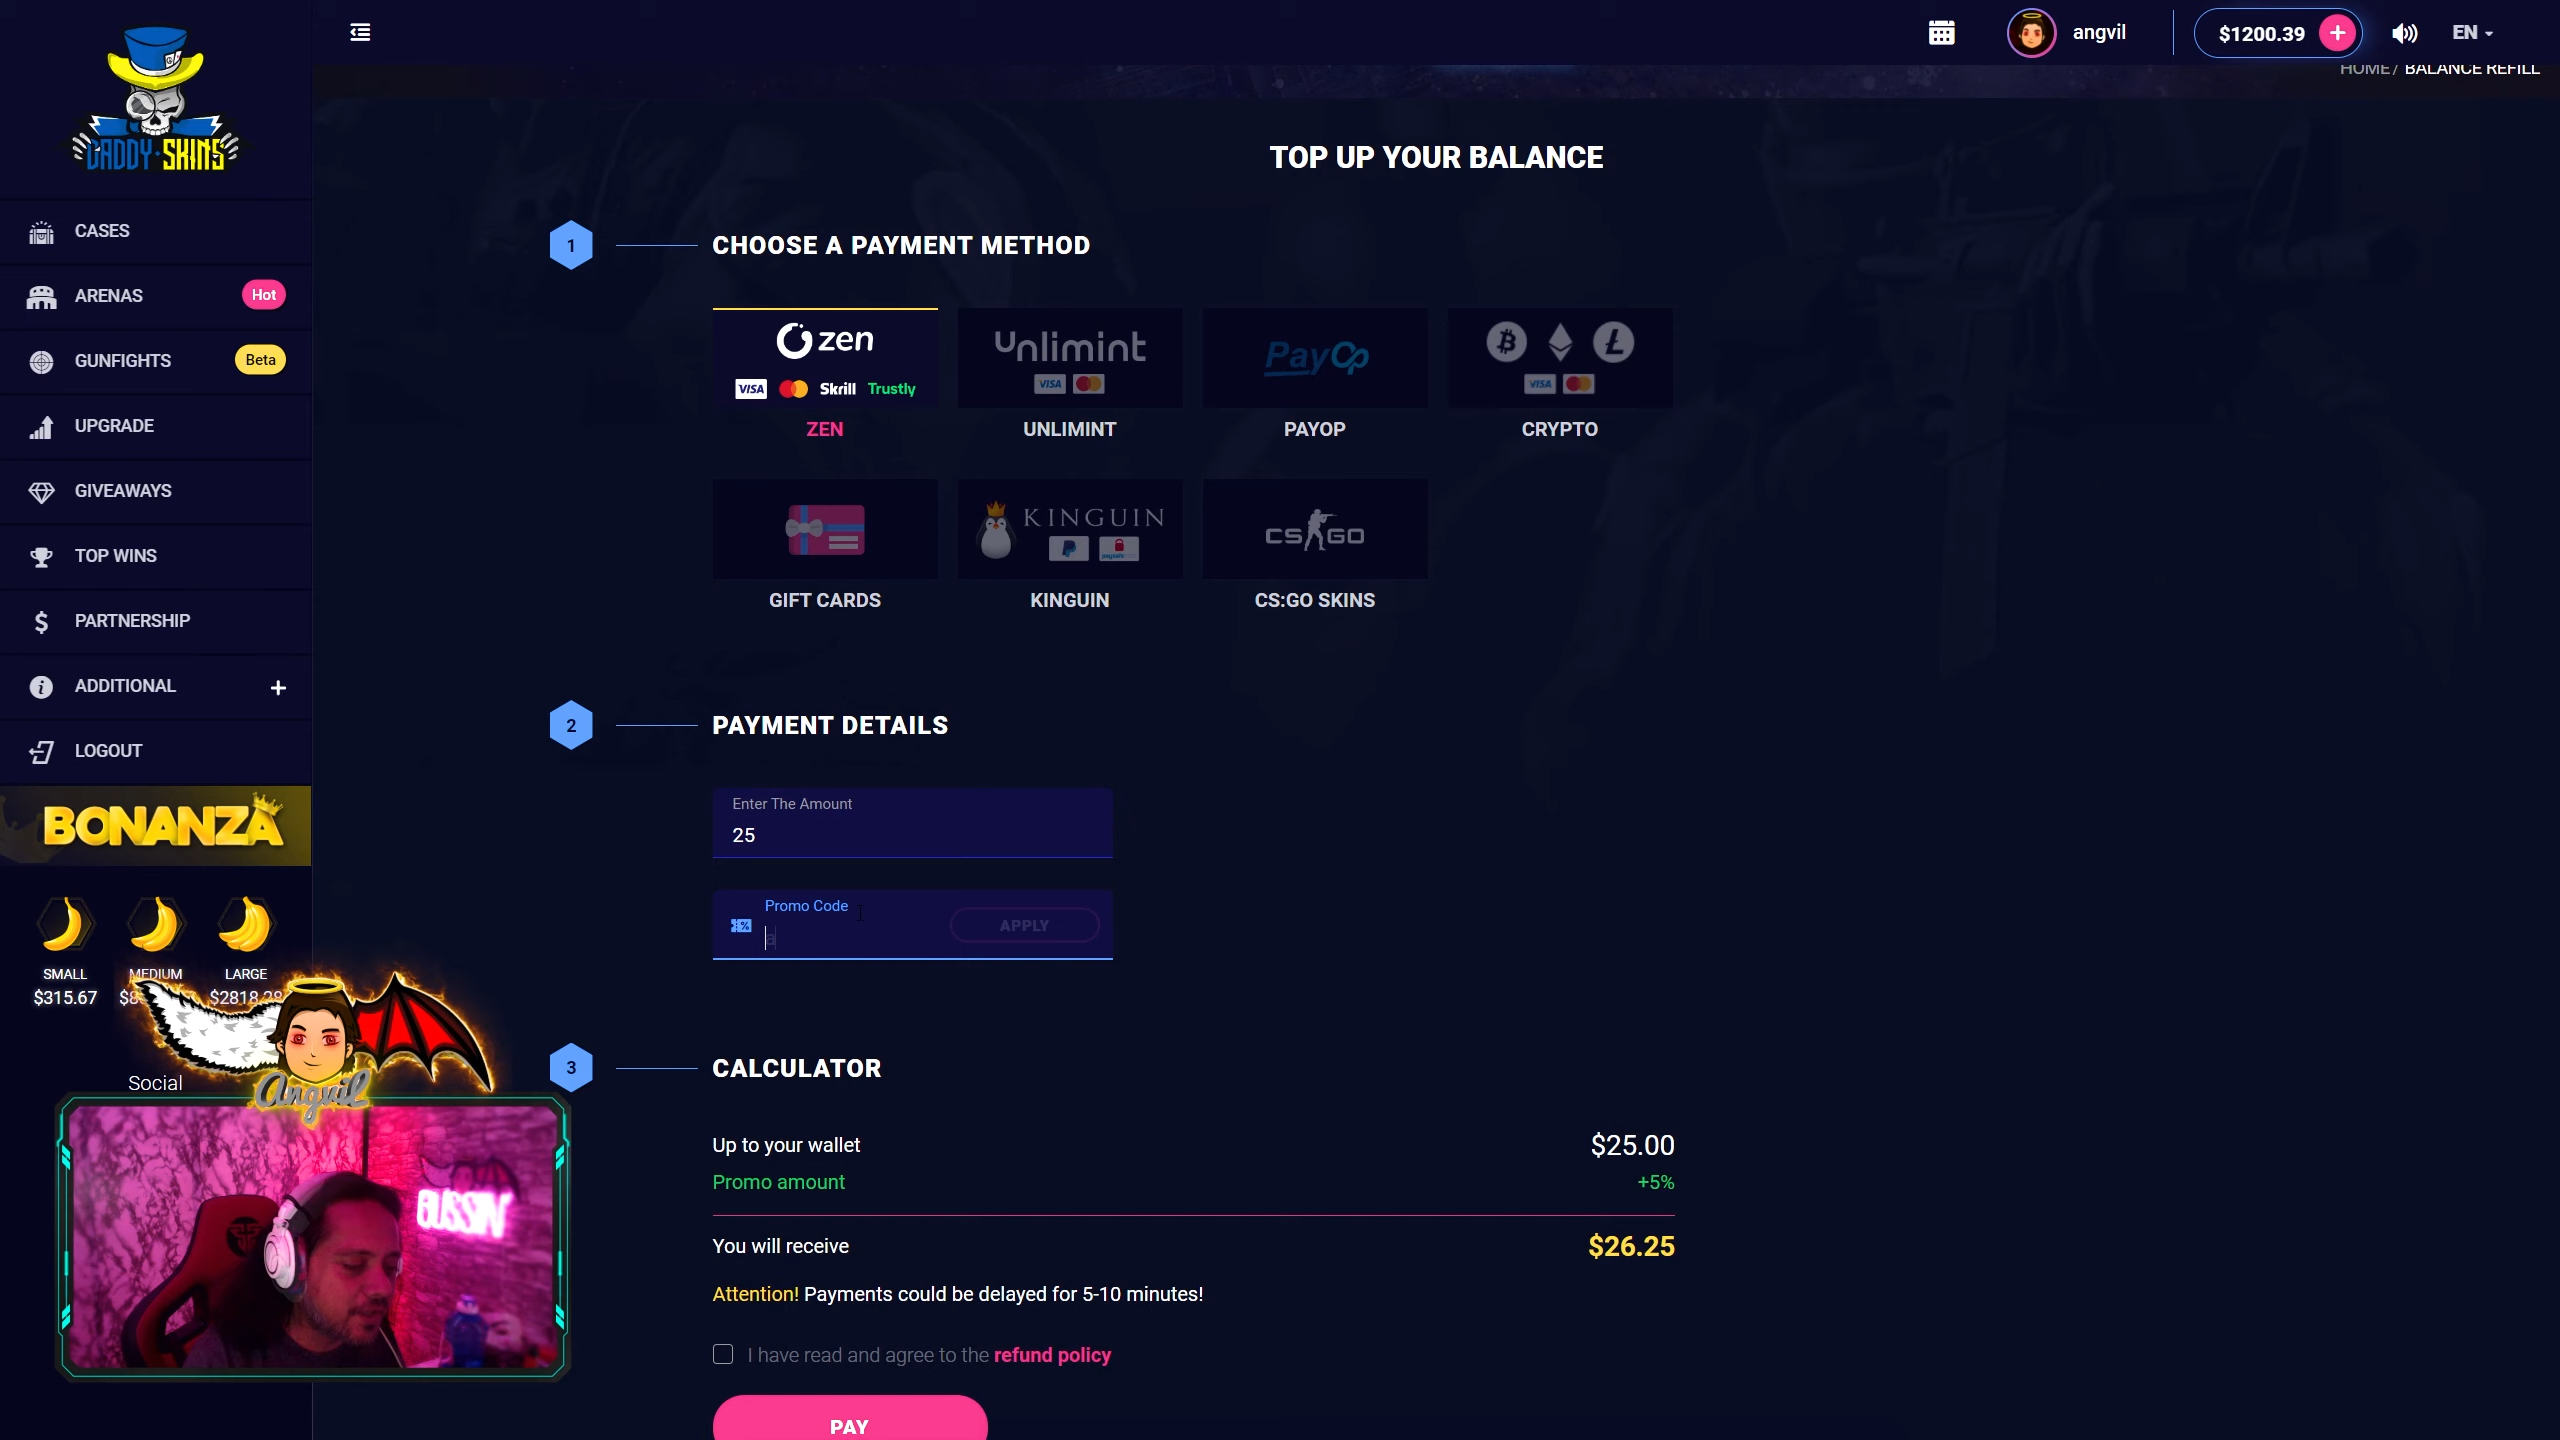 DADDY SKINS
angvil
$1200.39
EN
HOME / BALANCE REFILL
CASES
ARENAS Hot
GUNFIGHTS Beta
UPGRADE
GIVEAWAYS
TOP WINS
PARTNERSHIP
ADDITIONAL
LOGOUT
BONANZA
SMALL MEDIUM LARGE
$315.67 $2818.28
Social
Angvil
BUSSIN'
TOP UP YOUR BALANCE
1 CHOOSE A PAYMENT METHOD
zen
VISA Skrill Trustly
ZEN
Unlimint
VISA
UNLIMINT
PayOp
PAYOP
VISA
CRYPTO
GIFT CARDS
KINGUIN
KINGUIN
CS GO
CS:GO SKINS
2 PAYMENT DETAILS
Enter The Amount
25
Promo Code
APPLY
3 CALCULATOR
Up to your wallet $25.00
Promo amount +5%
You will receive $26.25
Attention! Payments could be delayed for 5-10 minutes!
I have read and agree to the refund policy
PAY